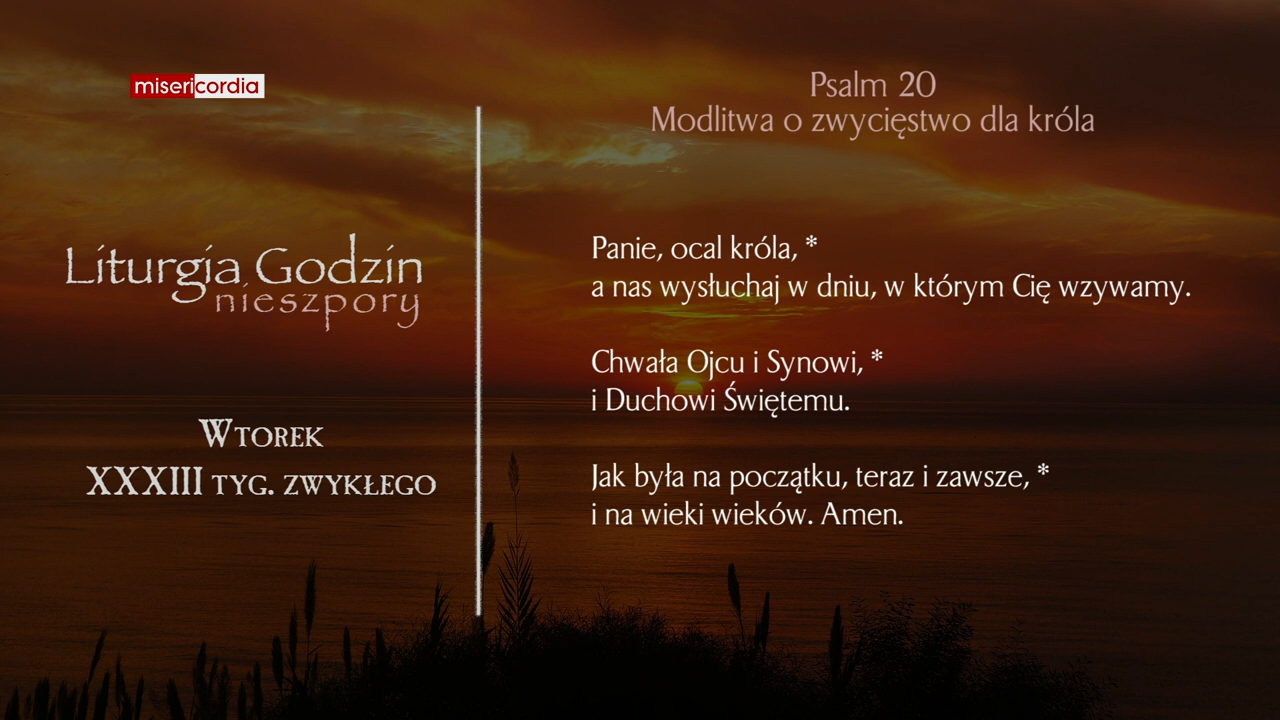 misericordia
Liturgia Godzin
nieszpory
Wtorek
XXXIII tyg. zwykłego
Psalm 20
Modlitwa o zwycięstwo dla króla
Panie, ocal króla, *
a nas wysłuchaj w dniu, w którym Cię wzywamy.
Chwała Ojcu i Synowi, *
i Duchowi Świętemu.
Jak była na początku, teraz i zawsze, *
i na wieki wieków. Amen.